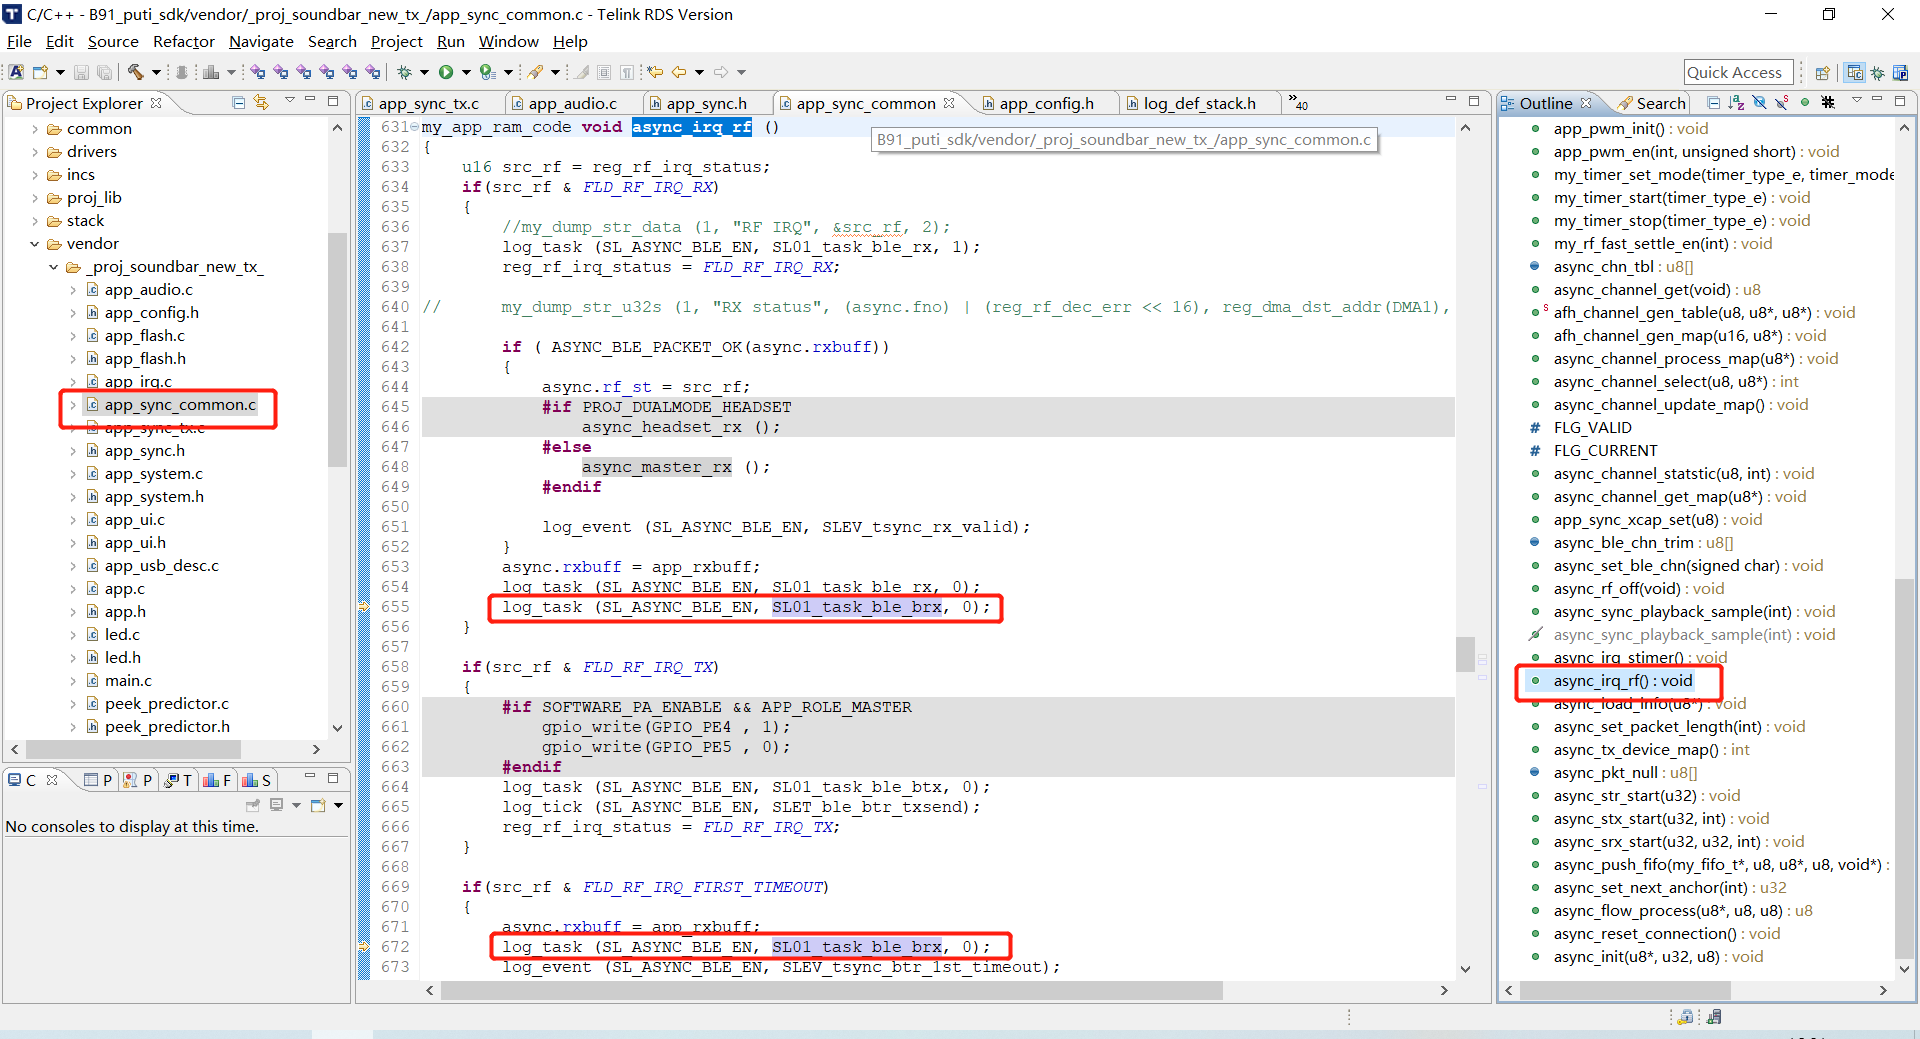 C/C++ - B91_puti_sdk/vendor/_proj_soundbar_new_tx_/app_sync_common.c - Telink RDS Version
File Edit Source Refactor Navigate Search Project Run Window Help
Quick Access
Project Explorer
common
drivers
incs
proj_lib
stack
vendor
_proj_soundbar_new_tx_
app_audio.c
app_config.h
app_flash.c
app_flash.h
app_irq.c
app_sync_common.c
app_sync_tx.c
app_sync.h
app_system.c
app_system.h
app_ui.c
app_ui.h
app_usb_desc.c
app.c
app.h
led.c
led.h
main.c
peek_predictor.c
peek_predictor.h
C P P T F S
No consoles to display at this time.
app_sync_tx.c app_audio.c app_sync.h app_sync_common app_config.h log_def_stack.h »40
B91_puti_sdk/vendor/_proj_soundbar_new_tx_/app_sync_common.c
631 my_app_ram_code void async_irq_rf ()
632 {
633 u16 src_rf = reg_rf_irq_status;
634 if(src_rf & FLD_RF_IRQ_RX)
635 {
636 //my_dump_str_data (1, "RF IRQ", &src_rf, 2);
637 log_task (SL_ASYNC_BLE_EN, SL01_task_ble_rx, 1);
638 reg_rf_irq_status = FLD_RF_IRQ_RX;
639
640 // my_dump_str_u32s (1, "RX status", (async.fno) | (reg_rf_dec_err << 16), reg_dma_dst_addr(DMA1),
641
642 if ( ASYNC_BLE_PACKET_OK(async.rxbuff))
643 {
644 async.rf_st = src_rf;
645 #if PROJ_DUALMODE_HEADSET
646 async_headset_rx ();
647 #else
648 async_master_rx ();
649 #endif
650
651 log_event (SL_ASYNC_BLE_EN, SLEV_tsync_rx_valid);
652 }
653 async.rxbuff = app_rxbuff;
654 log_task (SL_ASYNC_BLE_EN, SL01_task_ble_rx, 0);
655 log_task (SL_ASYNC_BLE_EN, SL01_task_ble_brx, 0);
656 }
657
658 if(src_rf & FLD_RF_IRQ_TX)
659 {
660 #if SOFTWARE_PA_ENABLE && APP_ROLE_MASTER
661 gpio_write(GPIO_PE4 , 1);
662 gpio_write(GPIO_PE5 , 0);
663 #endif
664 log_task (SL_ASYNC_BLE_EN, SL01_task_ble_btx, 0);
665 log_tick (SL_ASYNC_BLE_EN, SLET_ble_btr_txsend);
666 reg_rf_irq_status = FLD_RF_IRQ_TX;
667 }
668
669 if(src_rf & FLD_RF_IRQ_FIRST_TIMEOUT)
670 {
671 async.rxbuff = app_rxbuff;
672 log_task (SL_ASYNC_BLE_EN, SL01_task_ble_brx, 0);
673 log_event (SL_ASYNC_BLE_EN, SLEV_tsync_btr_1st_timeout);
Outline Search
app_pwm_init() : void
app_pwm_en(int, unsigned short) : void
my_timer_set_mode(timer_type_e, timer_mode
my_timer_start(timer_type_e) : void
my_timer_stop(timer_type_e) : void
my_rf_fast_settle_en(int) : void
async_chn_tbl : u8[]
async_channel_get(void) : u8
afh_channel_gen_table(u8, u8*, u8*) : void
afh_channel_gen_map(u16, u8*) : void
async_channel_process_map(u8*) : void
async_channel_select(u8, u8*) : int
async_channel_update_map() : void
# FLG_VALID
# FLG_CURRENT
async_channel_statstic(u8, int) : void
async_channel_get_map(u8*) : void
app_sync_xcap_set(u8) : void
async_ble_chn_trim : u8[]
async_set_ble_chn(signed char) : void
async_rf_off(void) : void
async_sync_playback_sample(int) : void
async_sync_playback_sample(int) : void
async_irq_stimer() : void
async_irq_rf() : void
async_load_info(u8*) : void
async_set_packet_length(int) : void
async_tx_device_map() : int
async_pkt_null : u8[]
async_str_start(u32) : void
async_stx_start(u32, int) : void
async_srx_start(u32, u32, int) : void
async_push_fifo(my_fifo_t*, u8, u8*, u8, void*) :
async_set_next_anchor(int) : u32
async_flow_process(u8*, u8, u8) : u8
async_reset_connection() : void
async_init(u8*, u32, u8) : void